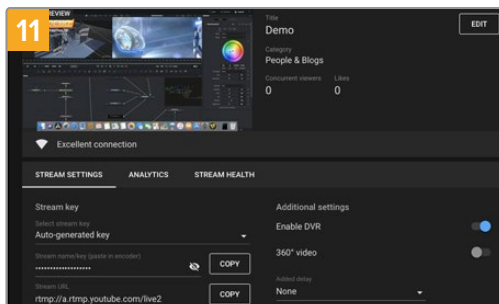 11
REVIEW
Title
Demo
EDIT
Category
People & Blogs
Concurrent viewers
Likes
0
0
Excellent connection
STREAM SETTINGS
ANALYTICS
STREAM HEALTH
Stream key
Select stream key
Auto-generated key
Stream name/key (paste in encoder)
COPY
Stream URL
rtmp://a.rtmp.youtube.com/live2
COPY
Additional settings
Enable DVR
360° video
Added delay
None